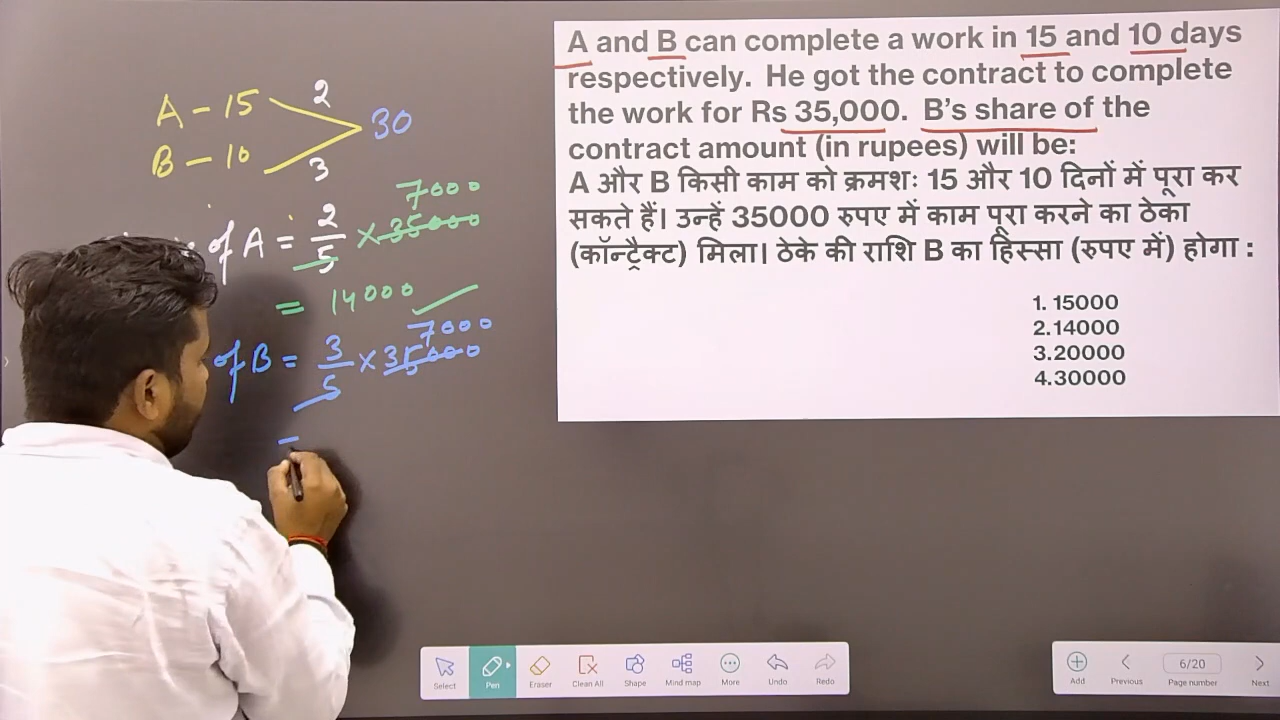 A and B can complete a work in 15 and 10 days
respectively. He got the contract to complete
the work for Rs 35,000. B's share of the
contract amount (in rupees) will be:
A और B किसी काम को क्रमशः 15 और 10 दिनों में पूरा कर
सकते हैं। उन्हें 35000 रुपए में काम पूरा करने का ठेका
(कॉन्ट्रैक्ट) मिला। ठेके की राशि B का हिस्सा (रुपए में) होगा :
1. 15000
2.14000
3.20000
4.30000
A - 15 2
30
B - 10 3
7000
of A = 2/5 × 35000
= 14000
7000
of B = 3/5 × 35000
Select Pen Eraser Clean All Shape Mind map More Undo Redo
Add Previous 6/20 Page number Next